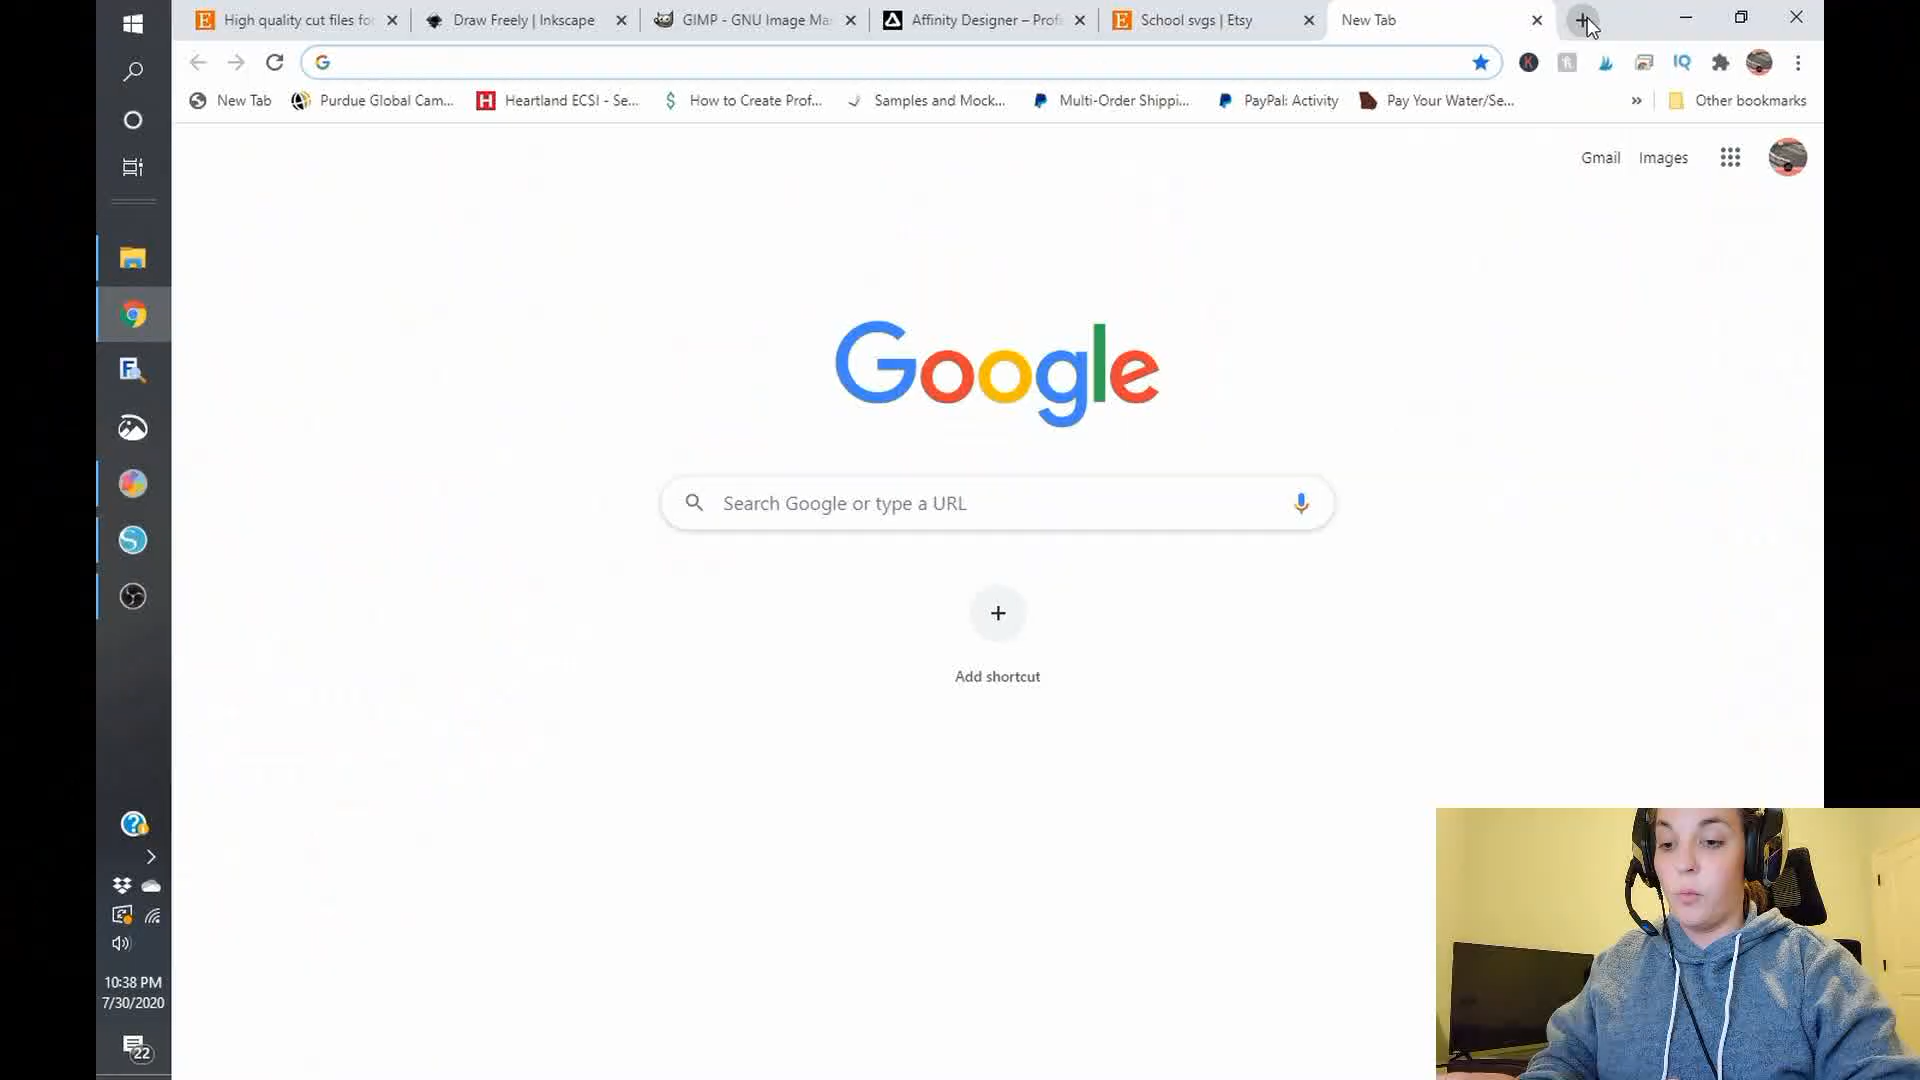 High quality cut files fo
Draw Freely | Inkscape
GIMP - GNU Image Ma
Affinity Designer – Prof
School svgs | Etsy
New Tab
New Tab
Purdue Global Cam...
Heartland ECSI - Se...
How to Create Prof...
Samples and Mock...
Multi-Order Shippi...
PayPal: Activity
Pay Your Water/Se...
Other bookmarks
Gmail
Images
Google
Search Google or type a URL
Add shortcut
10:38 PM
7/30/2020
22